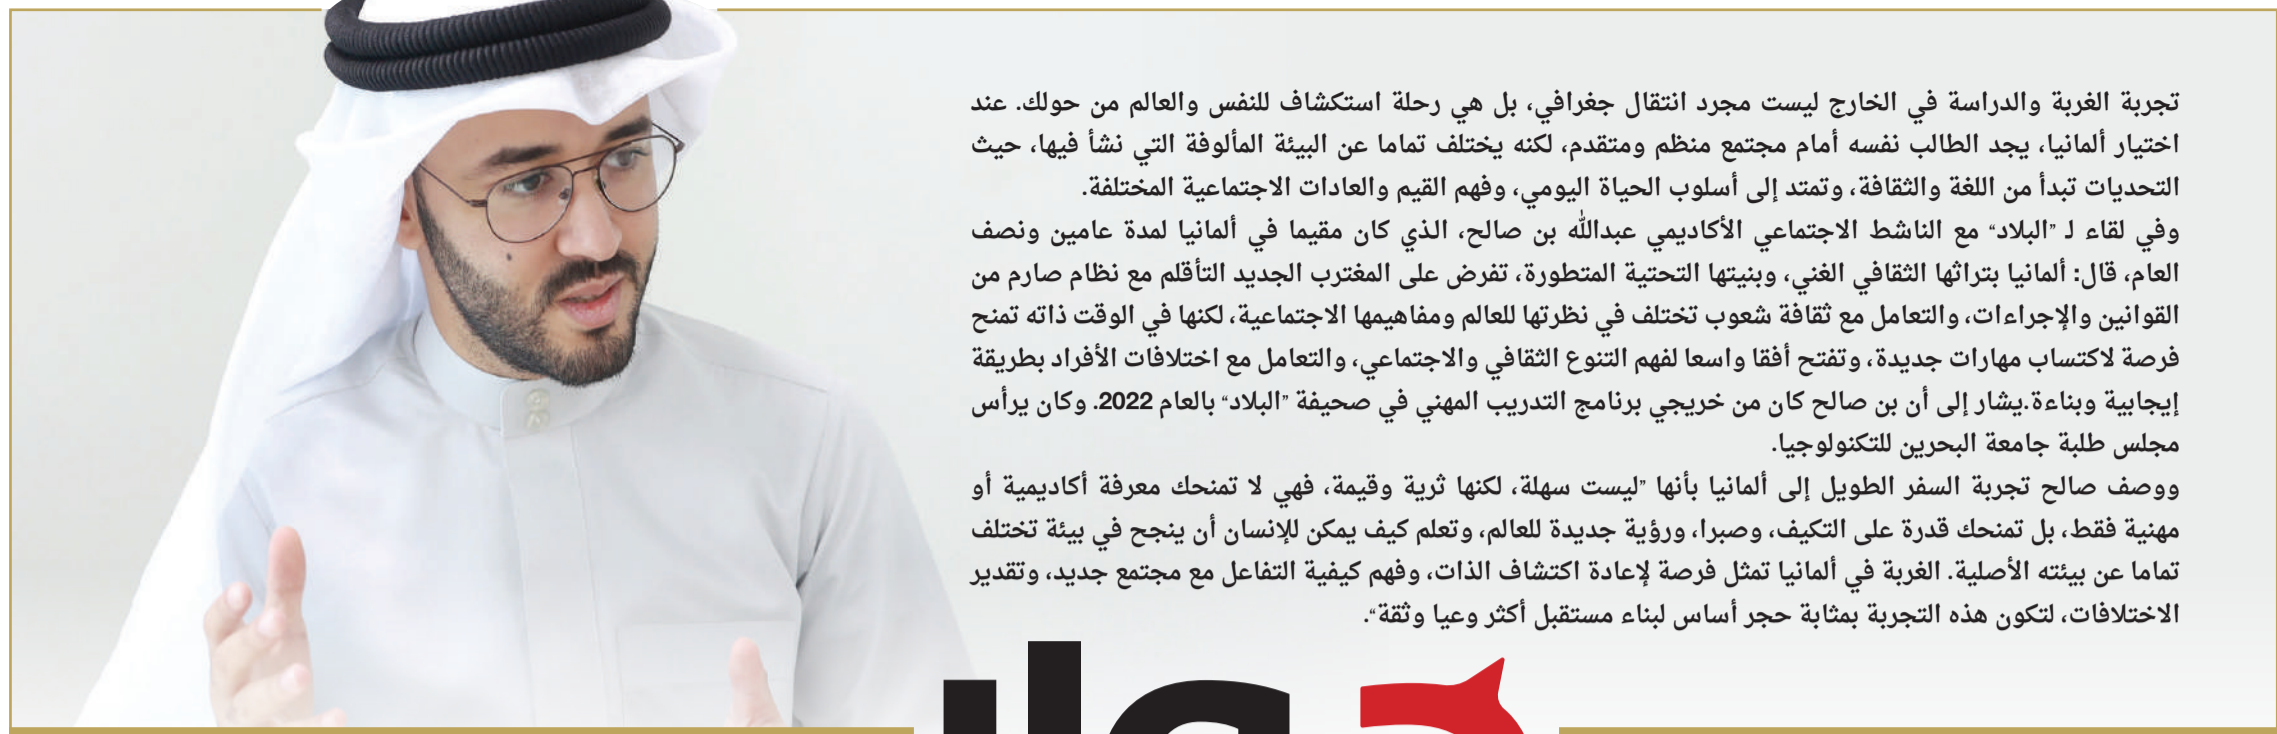 تجربة الغربة والدراسة في الخارج ليست مجرد انتقال جغرافي، بل هي رحلة استكشاف للنفس والعالم من حولك. عند
اختيار ألمانيا، يجد الطالب نفسه أمام مجتمع منظم ومتقدم، لكنه يختلف تماما عن البيئة المألوفة التي نشأ فيها، حيث
التحديات تبدأ من اللغة والثقافة، وتمتد إلى أسلوب الحياة اليومي، وفهم القيم والعادات الاجتماعية المختلفة.
وفي لقاء لـ ”البلاد“ مع الناشط الاجتماعي الأكاديمي عبدالله بن صالح، الذي كان مقيما في ألمانيا لمدة عامين ونصف
العام، قال: ألمانيا بتراثها الثقافي الغني، وبنيتها التحتية المتطورة، تفرض على المغترب الجديد التأقلم مع نظام صارم من
القوانين والإجراءات، والتعامل مع ثقافة شعوب تختلف في نظرتها للعالم ومفاهيمها الاجتماعية، لكنها في الوقت ذاته تمنح
فرصة لاكتساب مهارات جديدة، وتفتح أفقا واسعا لفهم التنوع الثقافي والاجتماعي، والتعامل مع اختلافات الأفراد بطريقة
إيجابية وبناءة.يشار إلى أن بن صالح كان من خريجي برنامج التدريب المهني في صحيفة ”البلاد“ بالعام 2022. وكان يرأس
مجلس طلبة جامعة البحرين للتكنولوجيا.
ووصف صالح تجربة السفر الطويل إلى ألمانيا بأنها ”ليست سهلة، لكنها ثرية وقيمة، فهي لا تمنحك معرفة أكاديمية أو
مهنية فقط، بل تمنحك قدرة على التكيف، وصبرا، ورؤية جديدة للعالم، وتعلم كيف يمكن للإنسان أن ينجح في بيئة تختلف
تماما عن بيئته الأصلية. الغربة في ألمانيا تمثل فرصة لإعادة اكتشاف الذات، وفهم كيفية التفاعل مع مجتمع جديد، وتقدير
الاختلافات، لتكون هذه التجربة بمثابة حجر أساس لبناء مستقبل أكثر وعيا وثقة“.